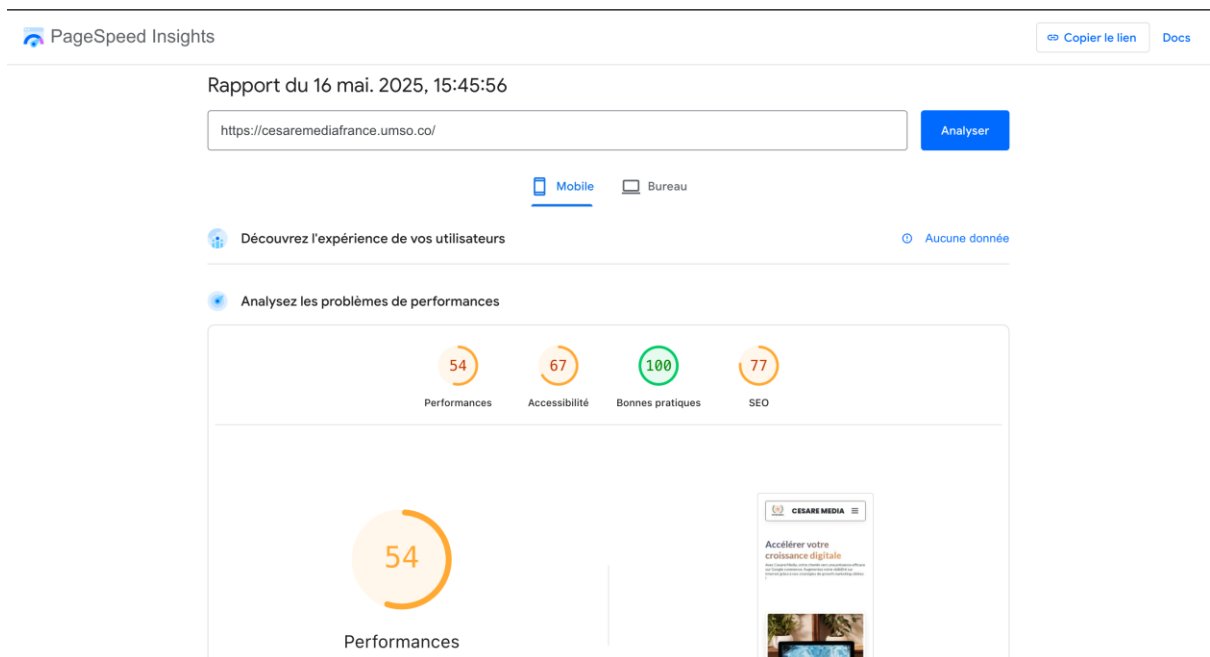 PageSpeed Insights
Copier le lien
Docs
Rapport du 16 mai. 2025, 15:45:56
https://cesaremediafrance.umso.co/
Analyser
Mobile
Bureau
Découvrez l'expérience de vos utilisateurs
Aucune donnée
Analysez les problèmes de performances
54
67
100
77
Performances
Accessibilité
Bonnes pratiques
SEO
54
Performances
CESARE MEDIA
Accélérer votre
croissance digitale